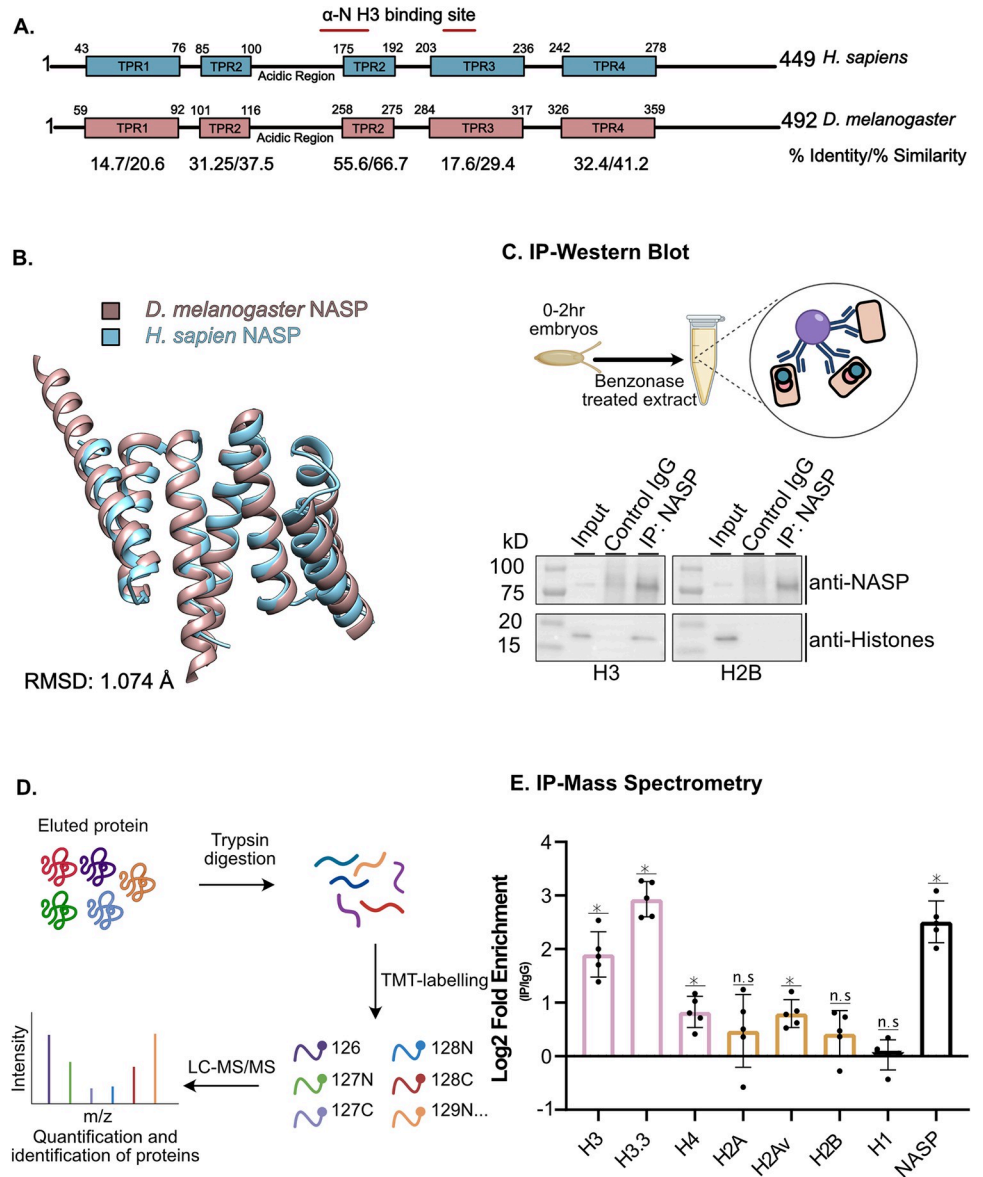 A.
α-N H3 binding site
43 76 85 100 175 192 203 236 242 278
1 TPR1 TPR2 Acidic Region TPR2 TPR3 TPR4 449 H. sapiens
59 92 101 116 258 275 284 317 326 359
1 TPR1 TPR2 Acidic Region TPR2 TPR3 TPR4 492 D. melanogaster
14.7/20.6 31.25/37.5 55.6/66.7 17.6/29.4 32.4/41.2 % Identity/% Similarity
B.
D. melanogaster NASP
H. sapien NASP
RMSD: 1.074 Å
C. IP-Western Blot
0-2hr
embryos
Benzonase
treated extract
kD Input Control IgG IP: NASP Input Control IgG IP: NASP
100
75
anti-NASP
20
15
anti-Histones
H3 H2B
D.
Eluted protein
Trypsin
digestion
TMT-labelling
126 128N
127N 128C
127C 129N...
LC-MS/MS
Intensity
m/z
Quantification and
identification of proteins
E. IP-Mass Spectrometry
Log2 Fold Enrichment
(IP/IgG)
4
3
2
1
0
-1
* * * n.s * n.s n.s *
H3 H3.3 H4 H2A H2Av H2B H1 NASP